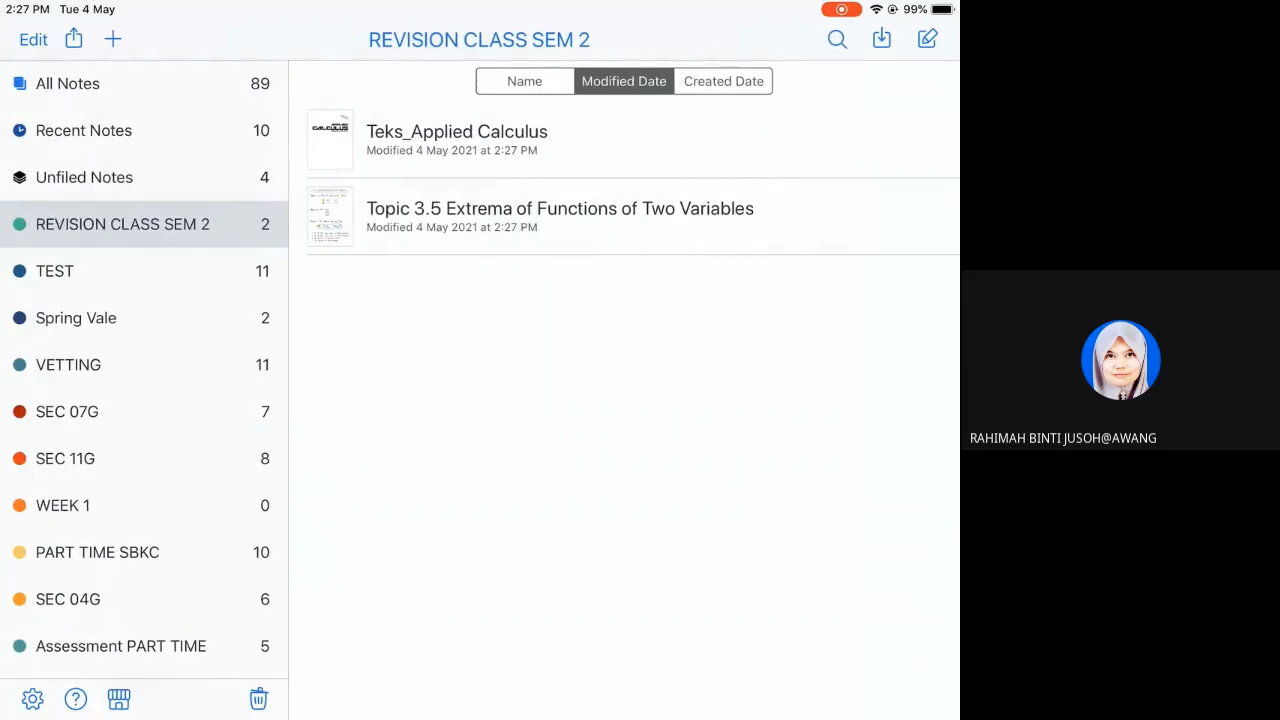 2:27 PM Tue 4 May
99%
Edit
REVISION CLASS SEM 2
All Notes 89
Recent Notes 10
Unfiled Notes 4
REVISION CLASS SEM 2 2
TEST 11
Spring Vale 2
VETTING 11
SEC 07G 7
SEC 11G 8
WEEK 1 0
PART TIME SBKC 10
SEC 04G 6
Assessment PART TIME 5
Name Modified Date Created Date
CALCULUS
Teks_Applied Calculus
Modified 4 May 2021 at 2:27 PM
Topic 3.5 Extrema of Functions of Two Variables
Modified 4 May 2021 at 2:27 PM
RAHIMAH BINTI JUSOH@AWANG